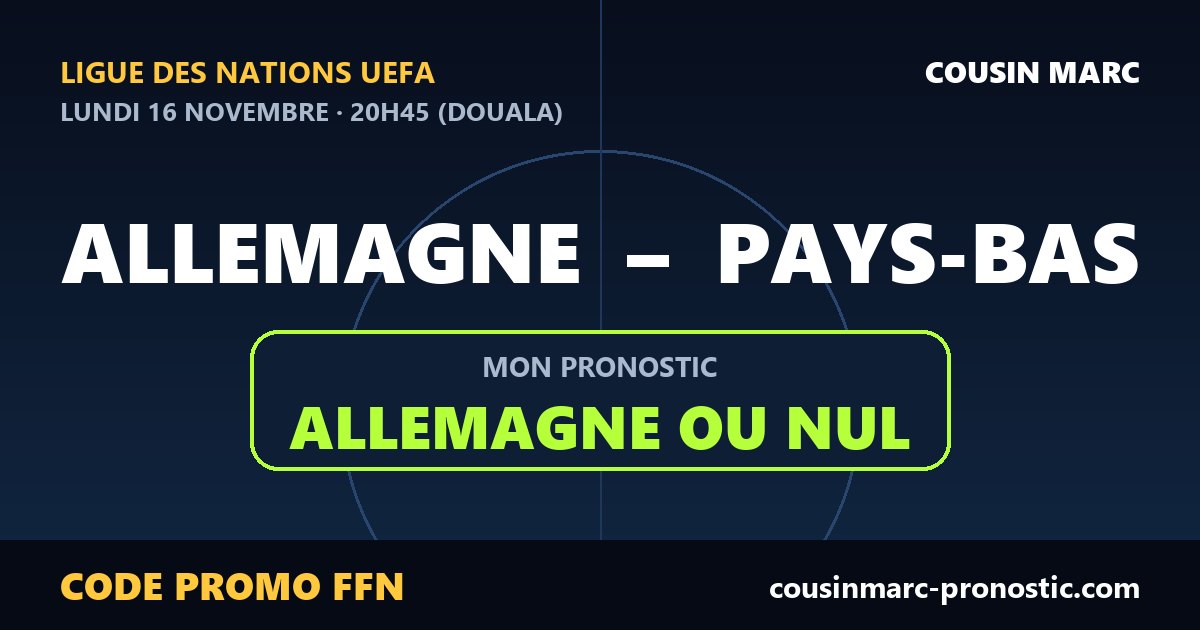 LIGUE DES NATIONS UEFA
COUSIN MARC
LUNDI 16 NOVEMBRE · 20H45 (DOUALA)
ALLEMAGNE – PAYS-BAS
MON PRONOSTIC
ALLEMAGNE OU NUL
CODE PROMO FFN
cousinmarc-pronostic.com